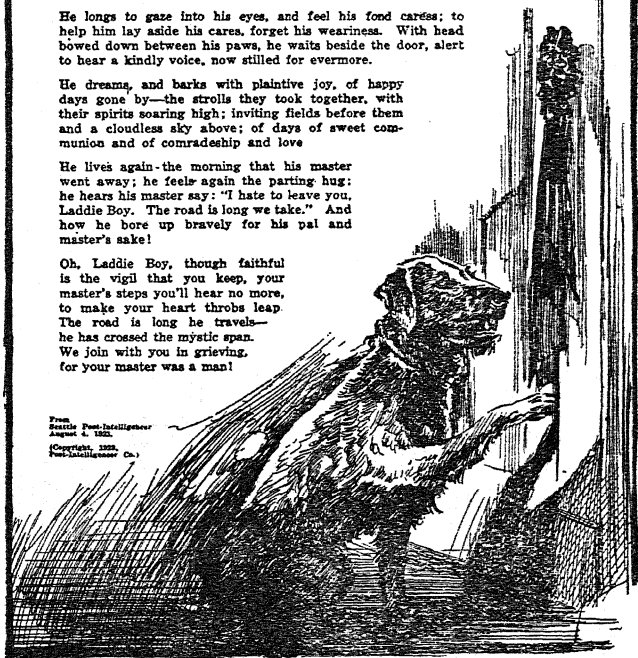 He longs to gaze into his eyes, and feel his fond caress; to
help him lay aside his cares, forget his weariness. With head
bowed down between his paws, he waits beside the door, alert
to hear a kindly voice, now stilled for evermore.
He dreams, and barks with plaintive joy, of happy
days gone by—the strolls they took together, with
their spirits soaring high; inviting fields before them
and a cloudless sky above; of days of sweet com-
munion and of comradeship and love
He lives again-the morning that his master
went away; he feels again the parting hug;
he hears his master say: "I hate to leave you,
Laddie Boy. The road is long we take." And
how he bore up bravely for his pal and
master's sake!
Oh, Laddie Boy, though faithful
is the vigil that you keep, your
master's steps you'll hear no more,
to make your heart throbs leap
The road is long he travels—
he has crossed the mystic span.
We join with you in grieving,
for your master was a man!
From
Seattle Post-Intelligencer
August 4, 1923.
(Copyright, 1923,
Post-Intelligencer Co.)